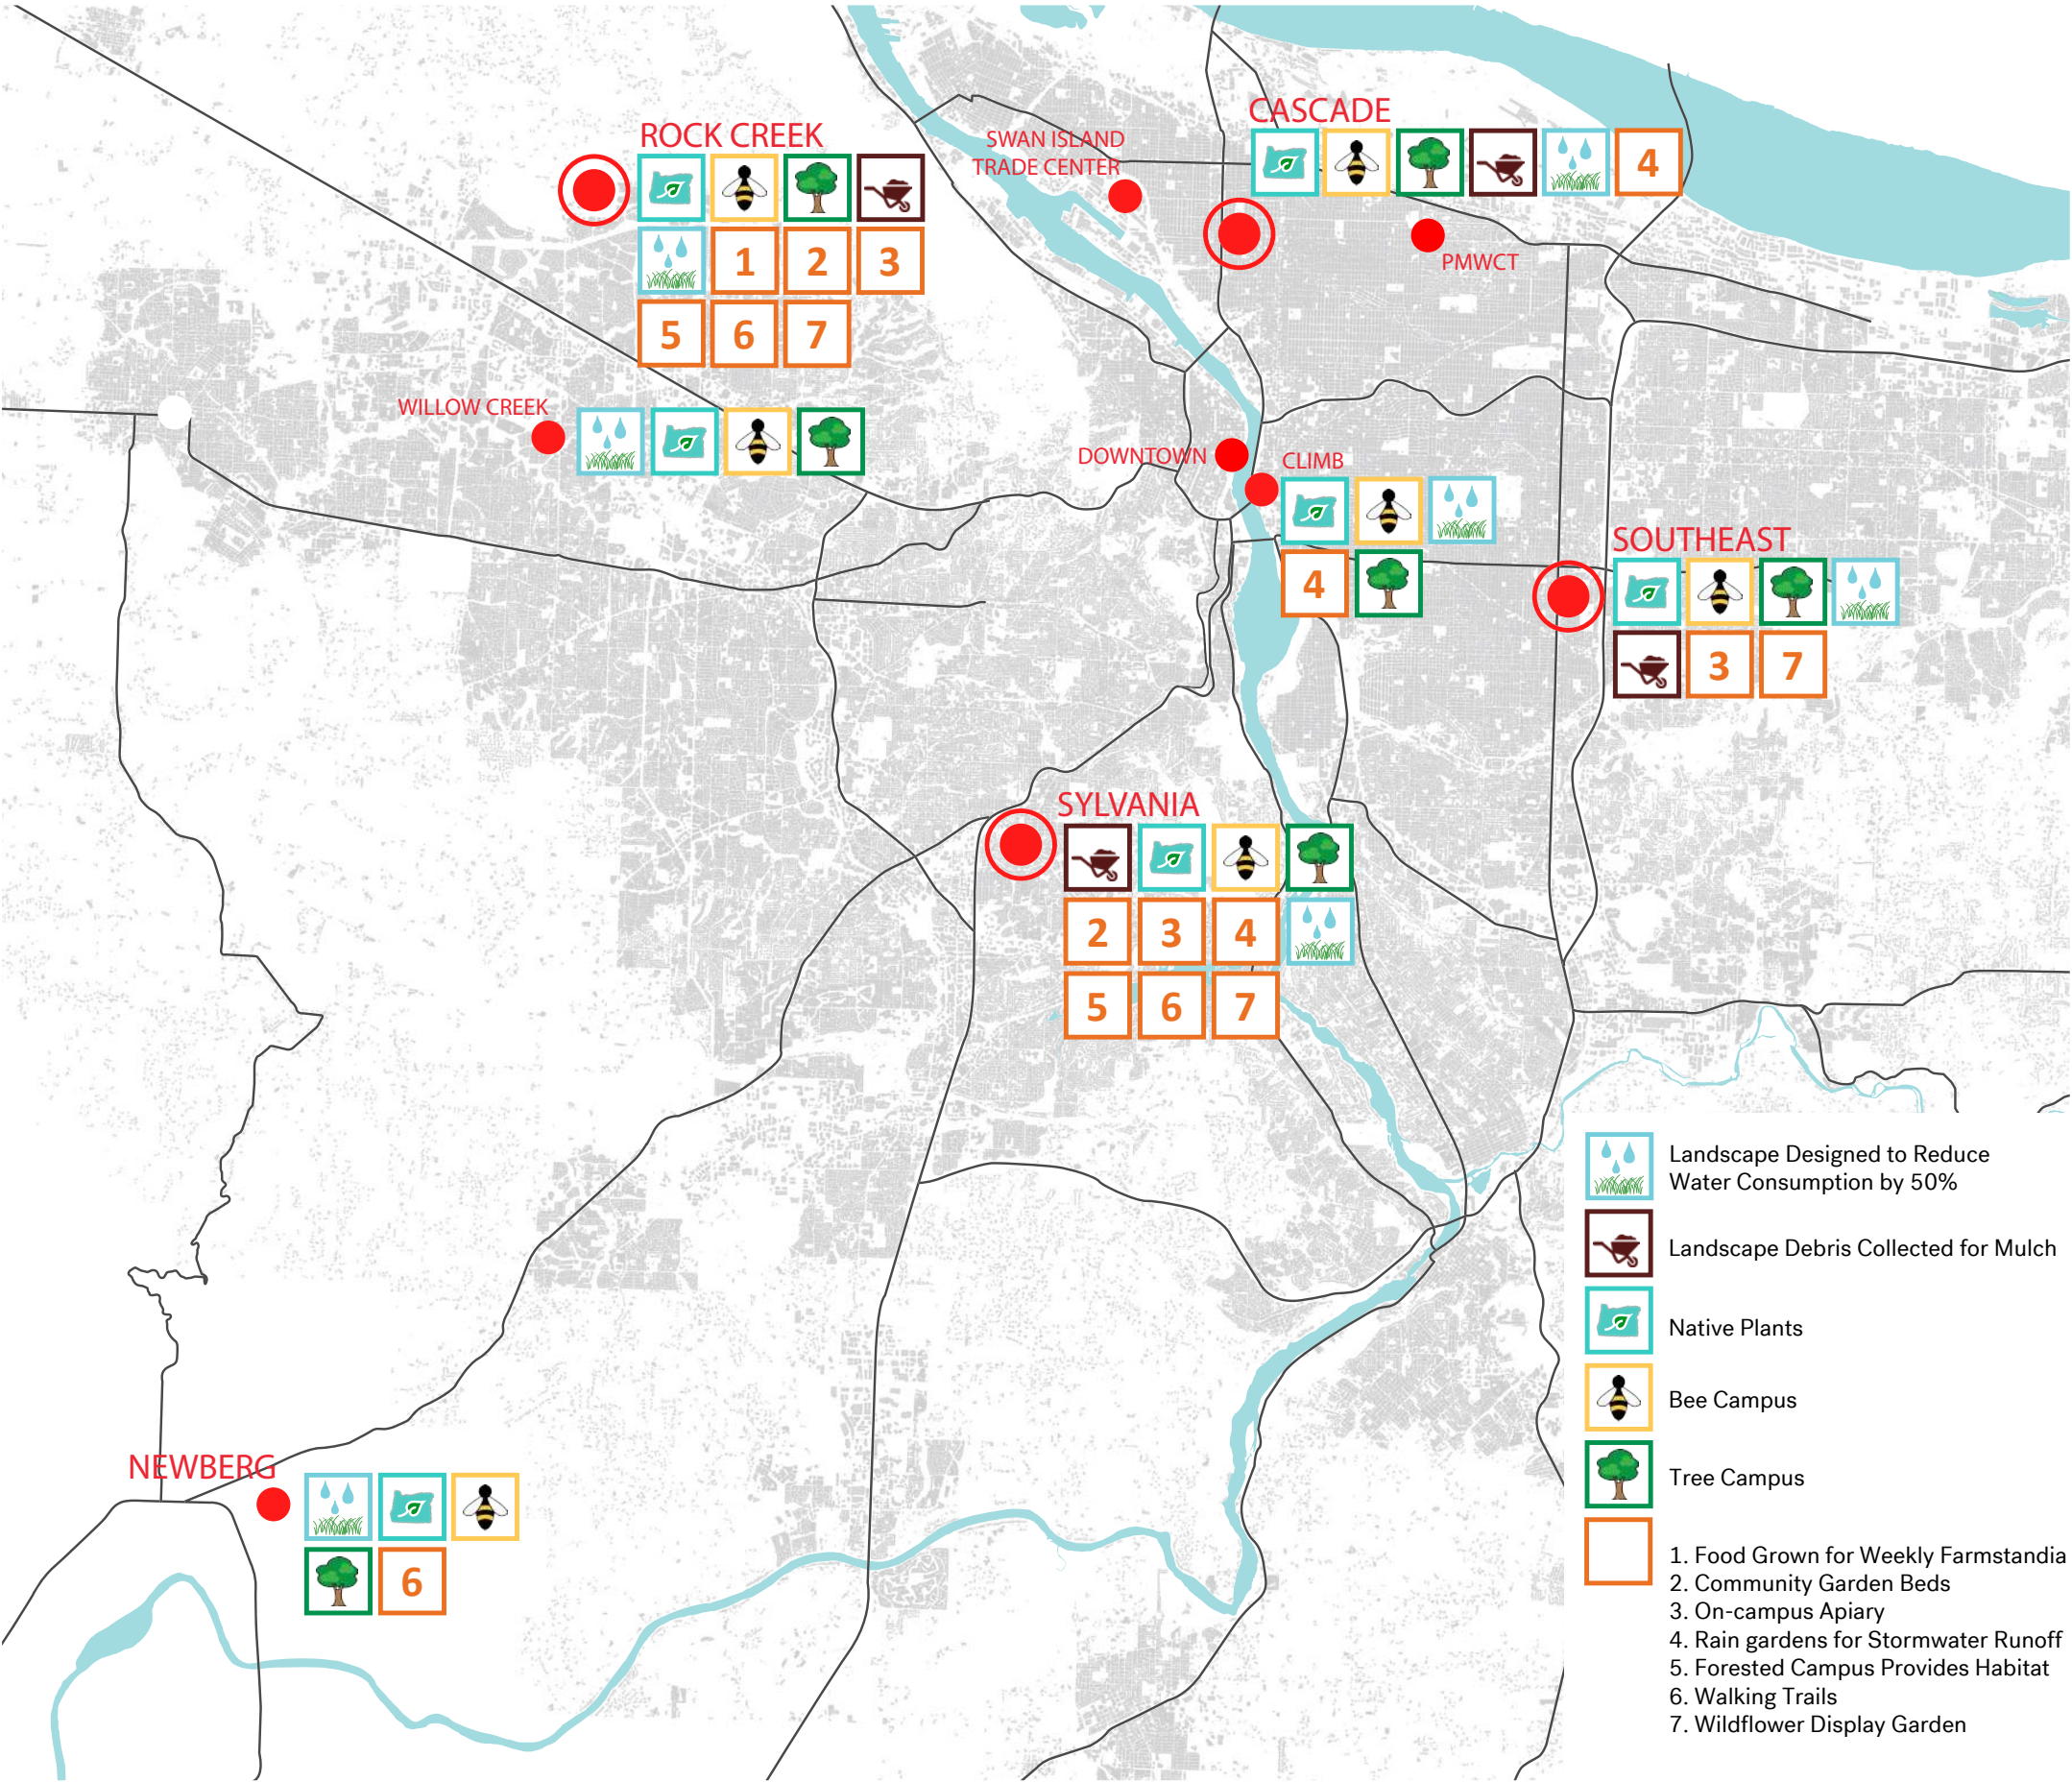 ROCK CREEK
1 2 3
5 6 7
SWAN ISLAND
TRADE CENTER
CASCADE
4
PMWCT
WILLOW CREEK
DOWNTOWN
CLIMB
4
SOUTHEAST
3 7
SYLVANIA
2 3 4
5 6 7
NEWBERG
6
Landscape Designed to Reduce
Water Consumption by 50%
Landscape Debris Collected for Mulch
Native Plants
Bee Campus
Tree Campus
1. Food Grown for Weekly Farmstandia
2. Community Garden Beds
3. On-campus Apiary
4. Rain gardens for Stormwater Runoff
5. Forested Campus Provides Habitat
6. Walking Trails
7. Wildflower Display Garden